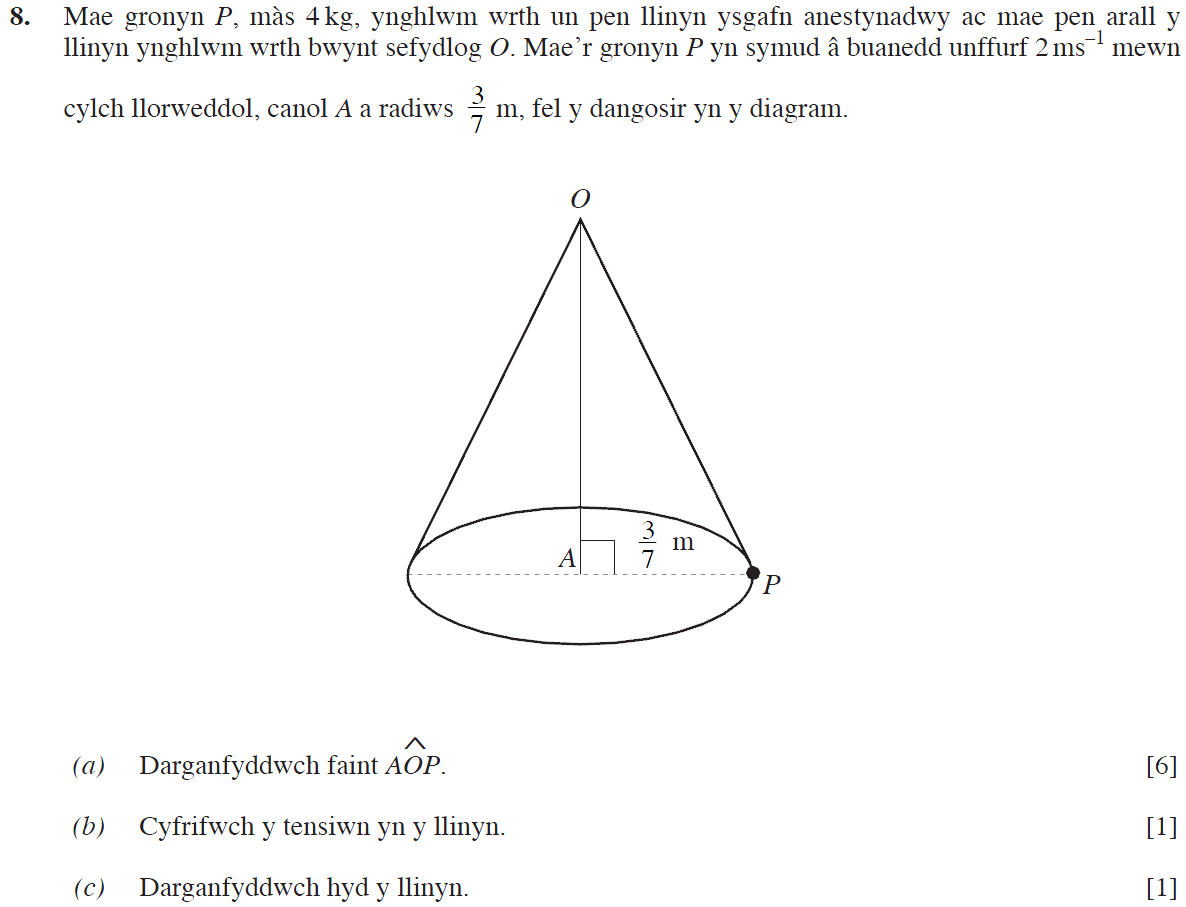 8. Mae gronyn P, màs 4 kg, ynghlwm wrth un pen llinyn ysgafn anestynadwy ac mae pen arall y
llinyn ynghlwm wrth bwynt sefydlog O. Mae'r gronyn P yn symud â buanedd unffurf 2 ms⁻¹ mewn
cylch llorweddol, canol A a radiws 3/7 m, fel y dangosir yn y diagram.
O
A 3/7 m
P
(a) Darganfyddwch faint AÔP. [6]
(b) Cyfrifwch y tensiwn yn y llinyn. [1]
(c) Darganfyddwch hyd y llinyn. [1]